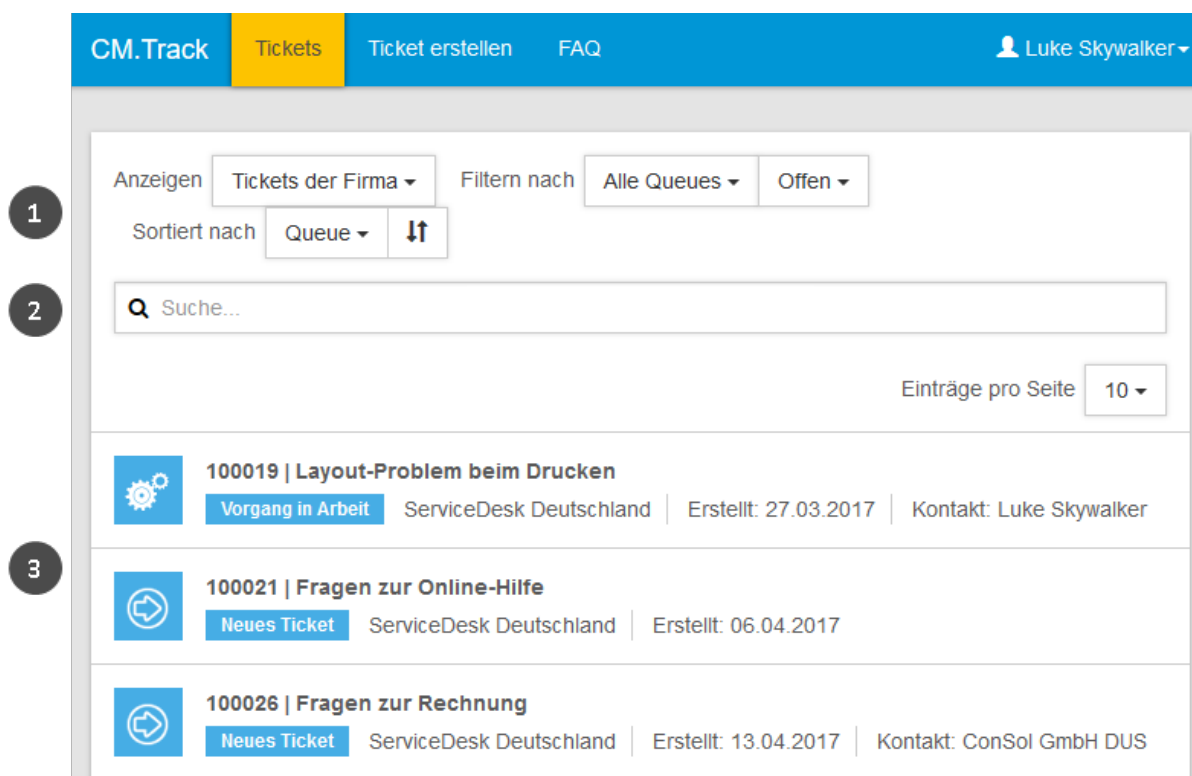 CM.Track Tickets Ticket erstellen FAQ Luke Skywalker
Anzeigen Tickets der Firma Filtern nach Alle Queues Offen
1
Sortiert nach Queue
2 Suche...
Einträge pro Seite 10
100019 | Layout-Problem beim Drucken
Vorgang in Arbeit ServiceDesk Deutschland Erstellt: 27.03.2017 Kontakt: Luke Skywalker
3
100021 | Fragen zur Online-Hilfe
Neues Ticket ServiceDesk Deutschland Erstellt: 06.04.2017
100026 | Fragen zur Rechnung
Neues Ticket ServiceDesk Deutschland Erstellt: 13.04.2017 Kontakt: ConSol GmbH DUS